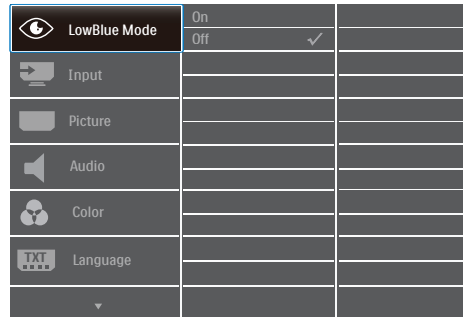 LowBlue Mode
On
Off
Input
Picture
Audio
Color
TXT
Language